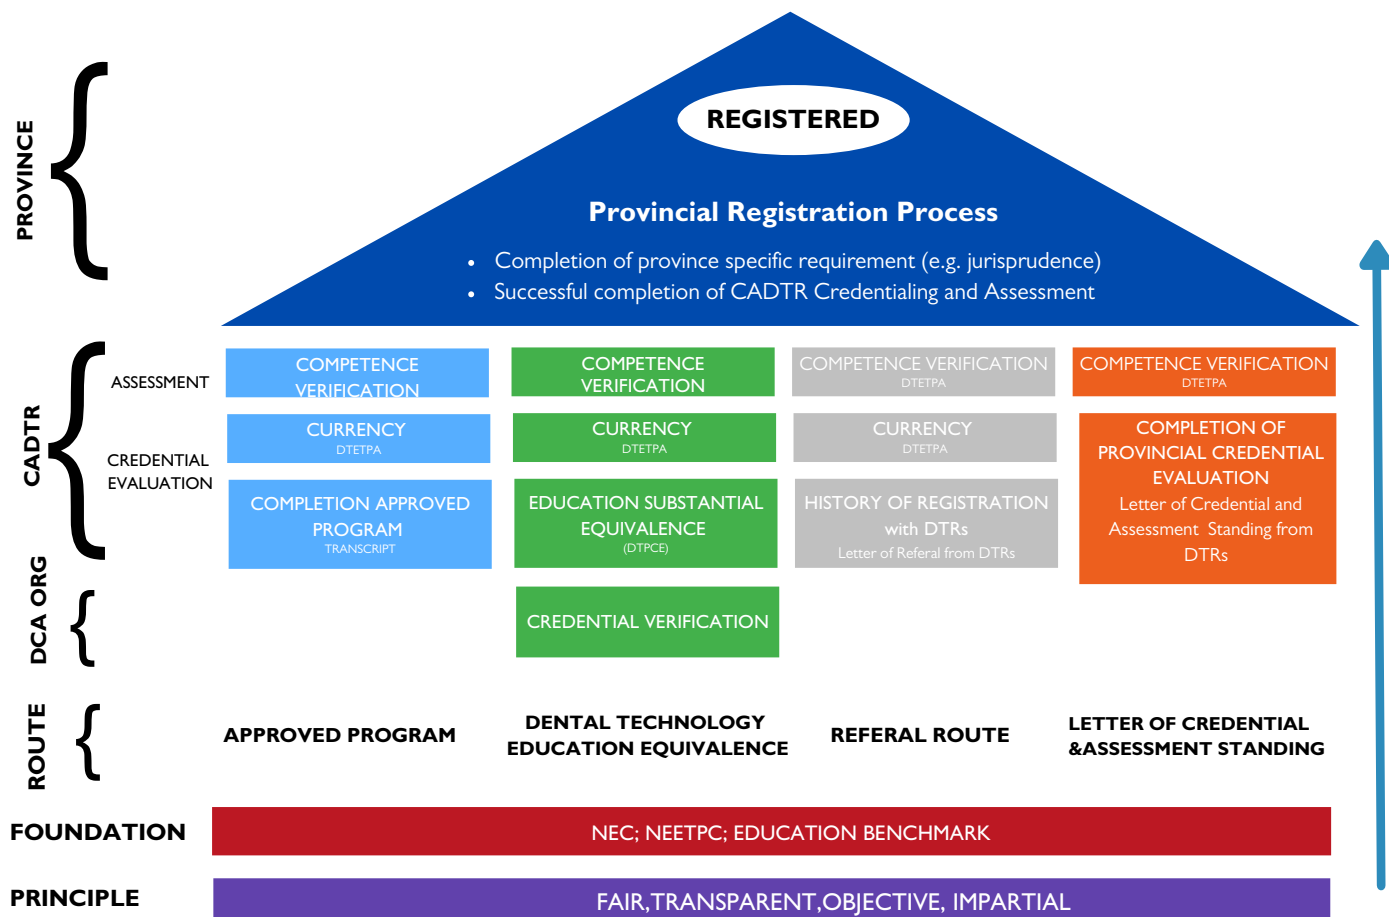 PROVINCE
REGISTERED
Provincial Registration Process
• Completion of province specific requirement (e.g. jurisprudence)
• Successful completion of CADTR Credentialing and Assessment
CADTR
ASSESSMENT
CREDENTIAL
EVALUATION
COMPETENCE
VERIFICATION
CURRENCY
DTETPA
COMPLETION APPROVED
PROGRAM
TRANSCRIPT
COMPETENCE
VERIFICATION
CURRENCY
DTETPA
EDUCATION SUBSTANTIAL
EQUIVALENCE
(DTPCE)
COMPETENCE VERIFICATION
DTETPA
CURRENCY
DTETPA
HISTORY OF REGISTRATION
with DTRs
Letter of Referal from DTRs
COMPETENCE VERIFICATION
DTETPA
COMPLETION OF
PROVINCIAL CREDENTIAL
EVALUATION
Letter of Credential and
Assessment Standing from
DTRs
DCA ORG
CREDENTIAL VERIFICATION
ROUTE
APPROVED PROGRAM
DENTAL TECHNOLOGY
EDUCATION EQUIVALENCE
REFERAL ROUTE
LETTER OF CREDENTIAL
&ASSESSMENT STANDING
FOUNDATION
NEC; NEETPC; EDUCATION BENCHMARK
PRINCIPLE
FAIR,TRANSPARENT,OBJECTIVE, IMPARTIAL